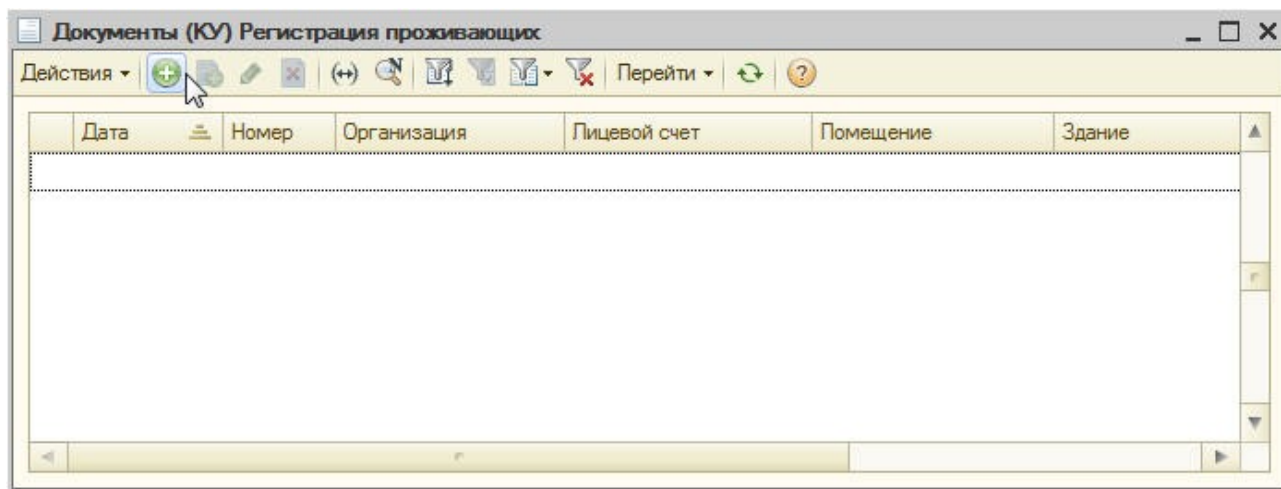 Документы (КУ) Регистрация проживающих
Действия Перейти
Дата Номер Организация Лицевой счет Помещение Здание